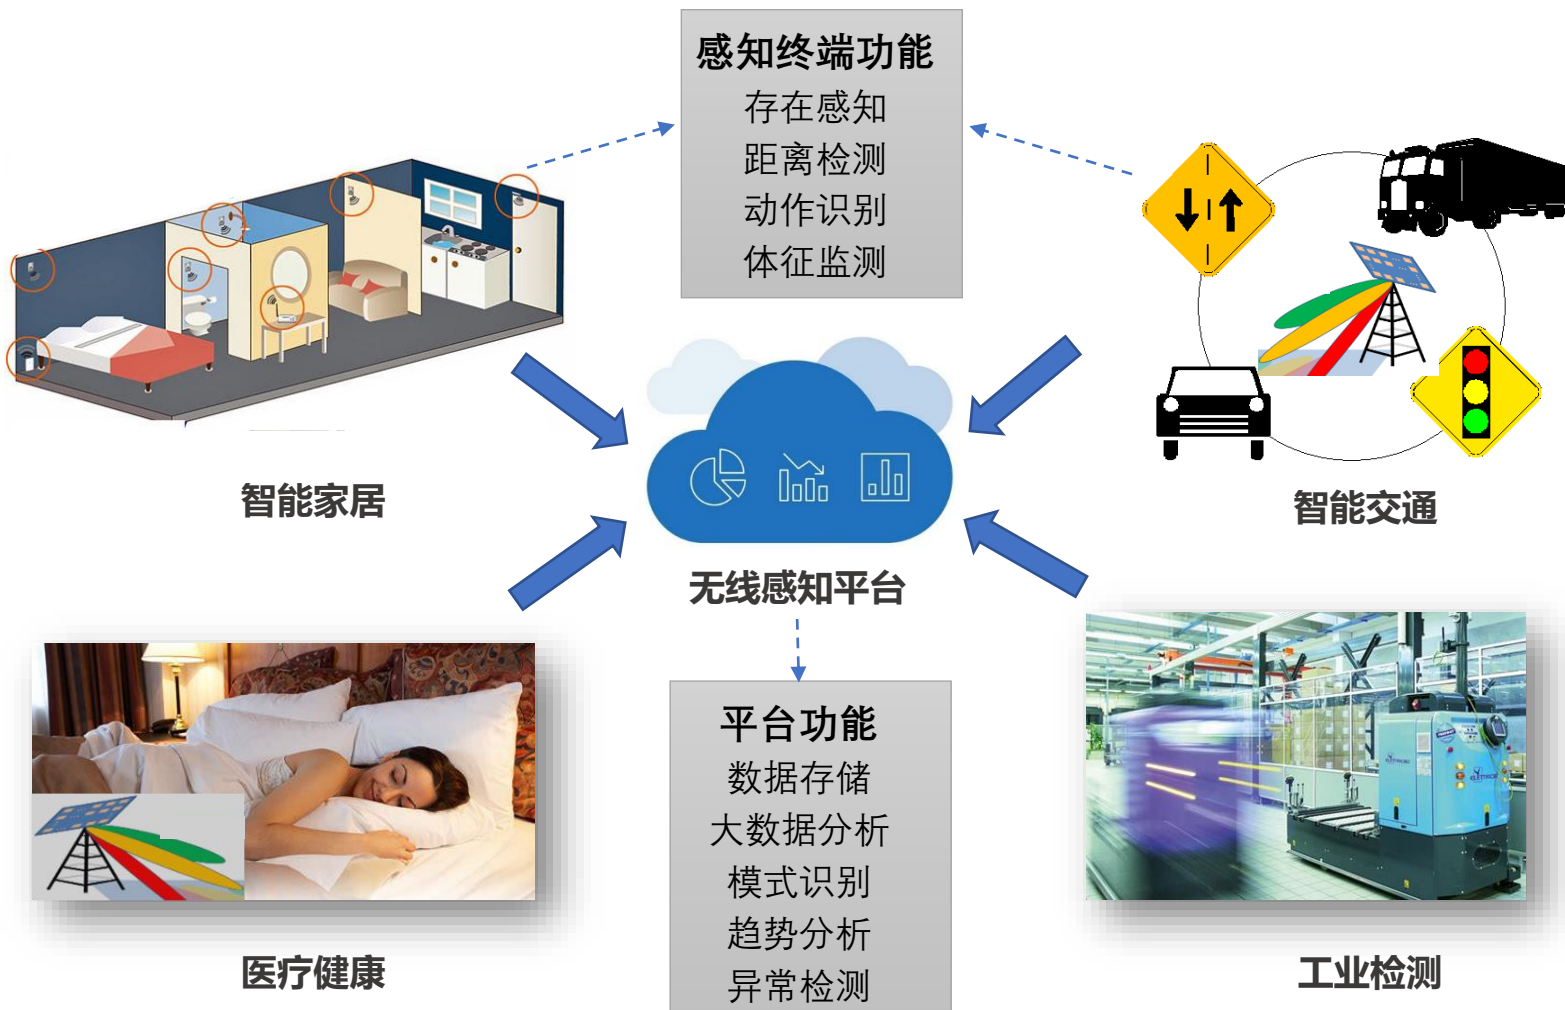 感知终端功能
存在感知
距离检测
动作识别
体征监测
智能家居
智能交通
无线感知平台
平台功能
数据存储
大数据分析
模式识别
趋势分析
异常检测
医疗健康
工业检测